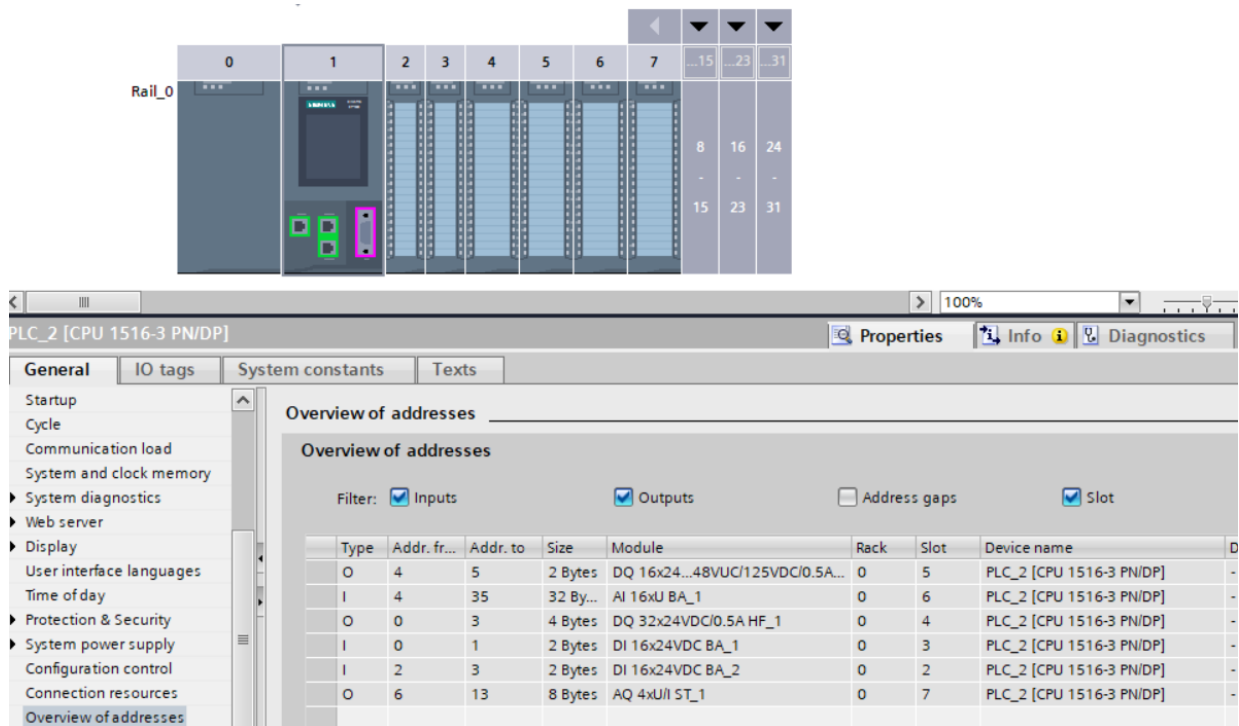 0 1 2 3 4 5 6 7 ...15 ...23 ...31
Rail_0
SIEMENS
8 16 24
- - -
15 23 31
100%
PLC_2 [CPU 1516-3 PN/DP]
Properties Info Diagnostics
General IO tags System constants Texts
Startup
Cycle
Communication load
System and clock memory
System diagnostics
Web server
Display
User interface languages
Time of day
Protection & Security
System power supply
Configuration control
Connection resources
Overview of addresses
Overview of addresses
Overview of addresses
Filter: Inputs Outputs Address gaps Slot
Type Addr. fr... Addr. to Size Module Rack Slot Device name D
O 4 5 2 Bytes DQ 16x24...48VUC/125VDC/0.5A... 0 5 PLC_2 [CPU 1516-3 PN/DP] -
I 4 35 32 By... AI 16xU BA_1 0 6 PLC_2 [CPU 1516-3 PN/DP] -
O 0 3 4 Bytes DQ 32x24VDC/0.5A HF_1 0 4 PLC_2 [CPU 1516-3 PN/DP] -
I 0 1 2 Bytes DI 16x24VDC BA_1 0 3 PLC_2 [CPU 1516-3 PN/DP] -
I 2 3 2 Bytes DI 16x24VDC BA_2 0 2 PLC_2 [CPU 1516-3 PN/DP] -
O 6 13 8 Bytes AQ 4xU/I ST_1 0 7 PLC_2 [CPU 1516-3 PN/DP] -